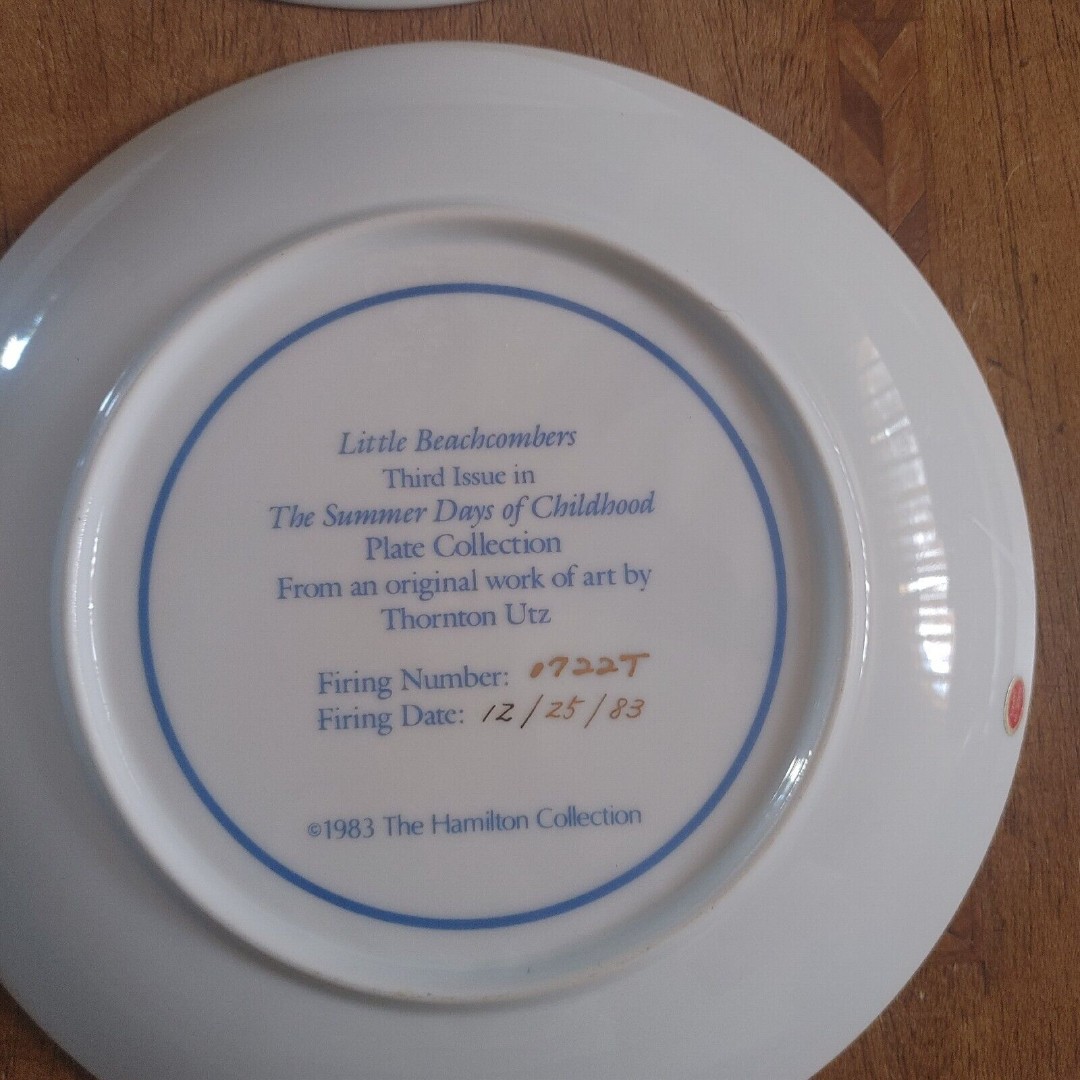 Little Beachcombers
Third Issue in
The Summer Days of Childhood
Plate Collection
From an original work of art by
Thornton Utz
Firing Number: 0722T
Firing Date: 12/25/83
©1983 The Hamilton Collection